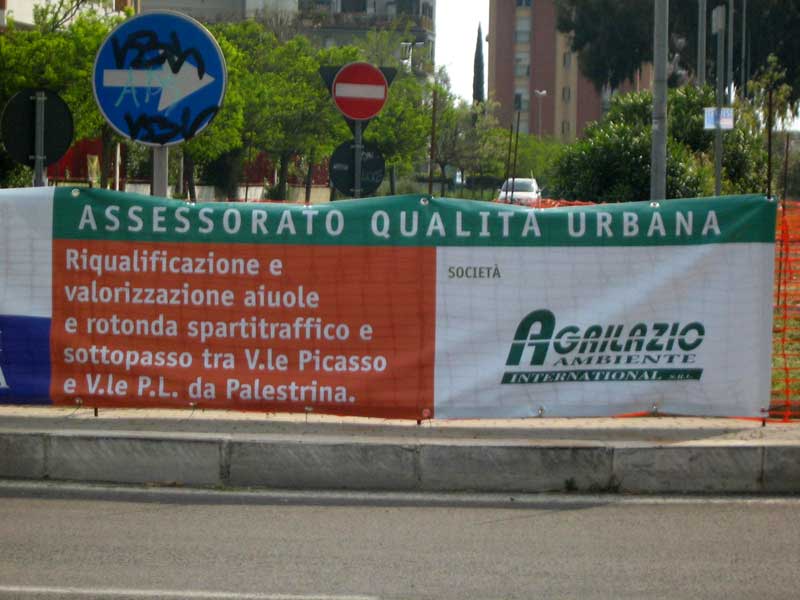 ASSESSORATO QUALITÀ URBANA
Riqualificazione e
valorizzazione aiuole
e rotonda spartitraffico e
sottopasso tra V.le Picasso
e V.le P.L. da Palestrina.
SOCIETÀ
AGRILAZIO
AMBIENTE
INTERNATIONAL s.r.l.